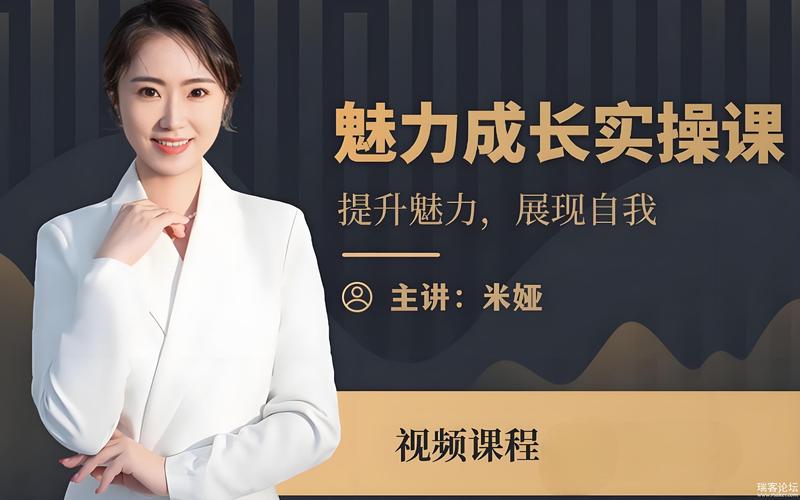 魅力成长实操课
提升魅力，展现自我
主讲：米娅
视频课程
瑞客论坛